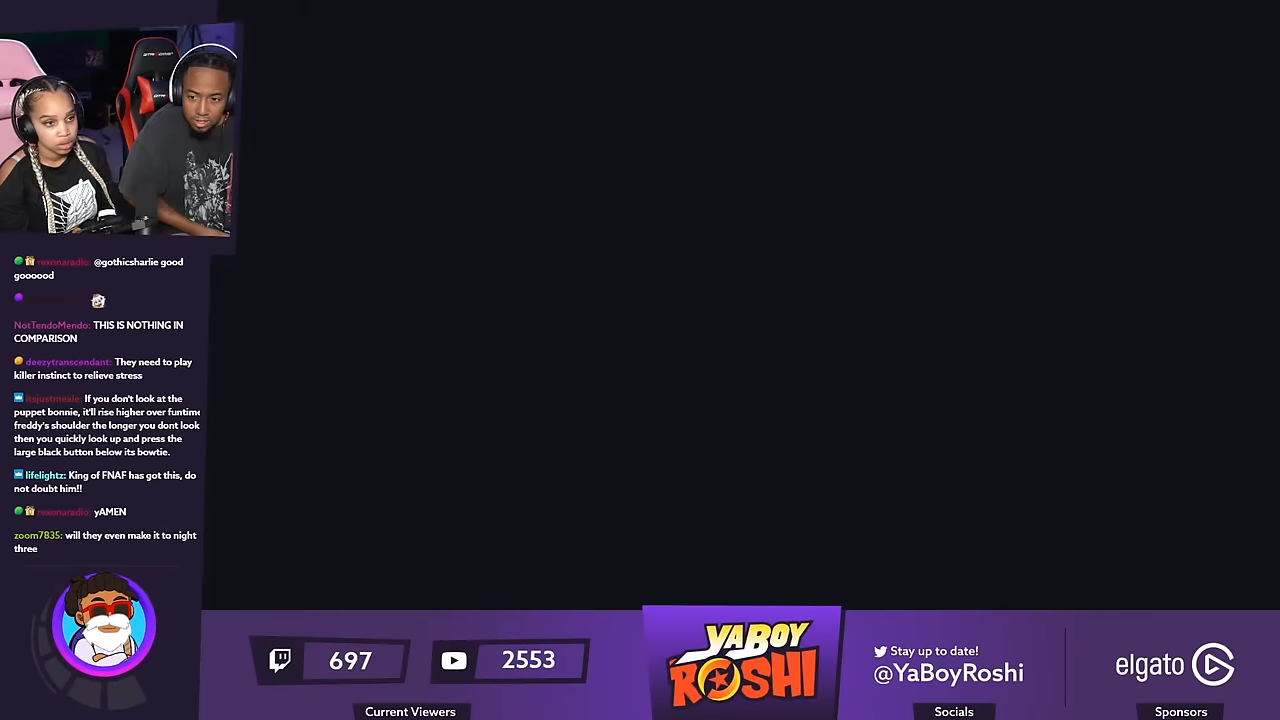 rexonaradio: @gothicsharlie good
goooood
NotTendoMendo: THIS IS NOTHING IN
COMPARISON
deezytranscendant: They need to play
killer instinct to relieve stress
itsjustmeale: If you don't look at the
puppet bonnie, it'll rise higher over funtime
freddy's shoulder the longer you dont look
then you quickly look up and press the
large black button below its bowtie.
lifelightz: King of FNAF has got this, do
not doubt him!!
rexonaradio: yAMEN
zoom7835: will they even make it to night
three
697
2553
Current Viewers
YABOY
ROSHI
Stay up to date!
@YaBoyRoshi
Socials
elgato
Sponsors